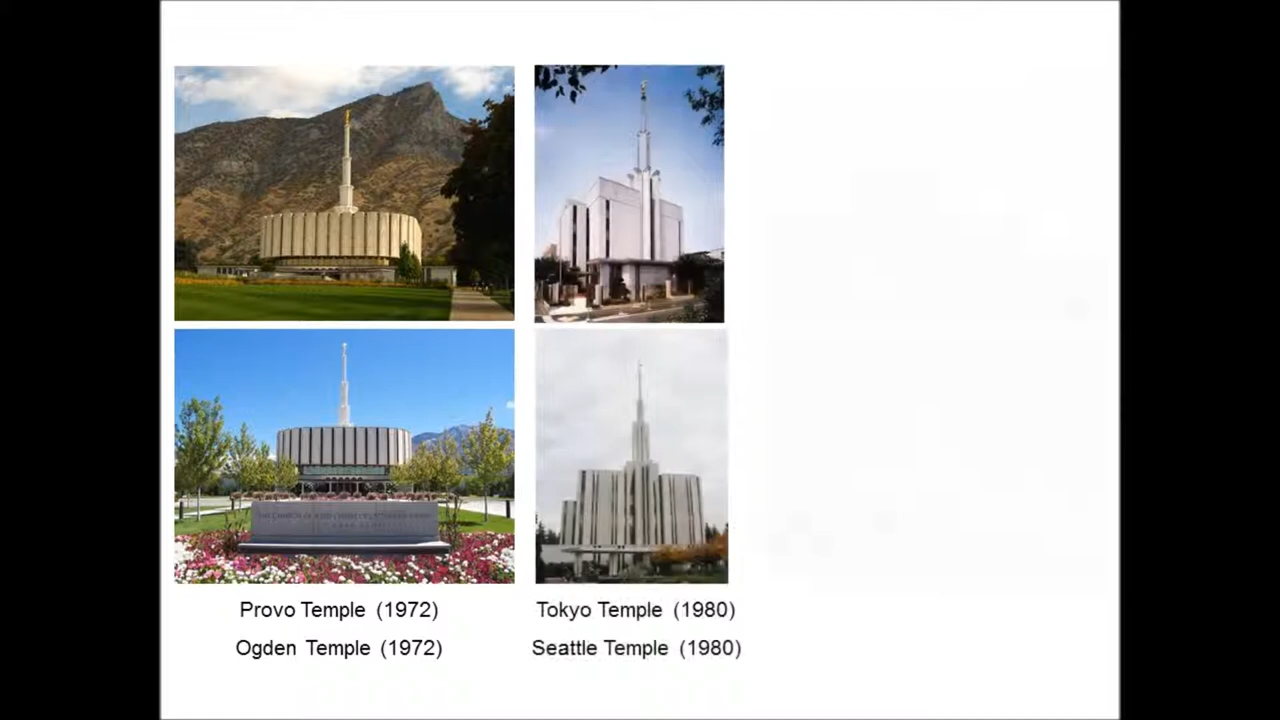 Provo Temple (1972)
Ogden Temple (1972)
Tokyo Temple (1980)
Seattle Temple (1980)